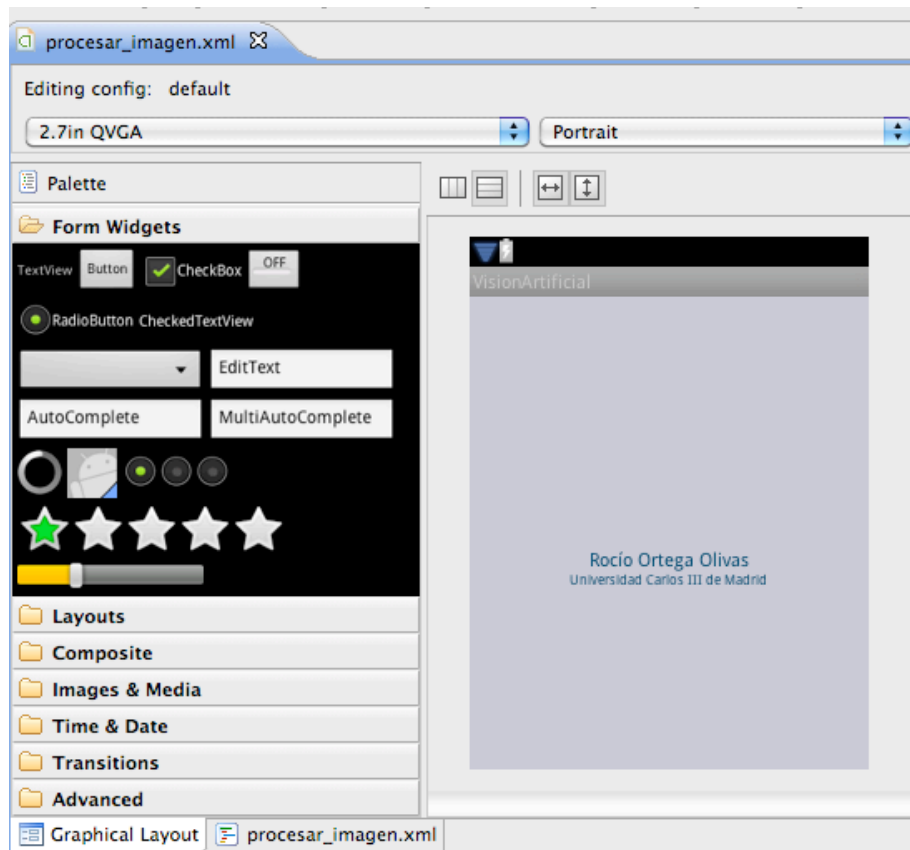 procesar_imagen.xml
Editing config: default
2.7in QVGA
Portrait
Palette
Form Widgets
TextView Button CheckBox OFF
RadioButton CheckedTextView
EditText
AutoComplete MultiAutoComplete
Layouts
Composite
Images & Media
Time & Date
Transitions
Advanced
VisionArtificial
Rocío Ortega Olivas
Universidad Carlos III de Madrid
Graphical Layout procesar_imagen.xml